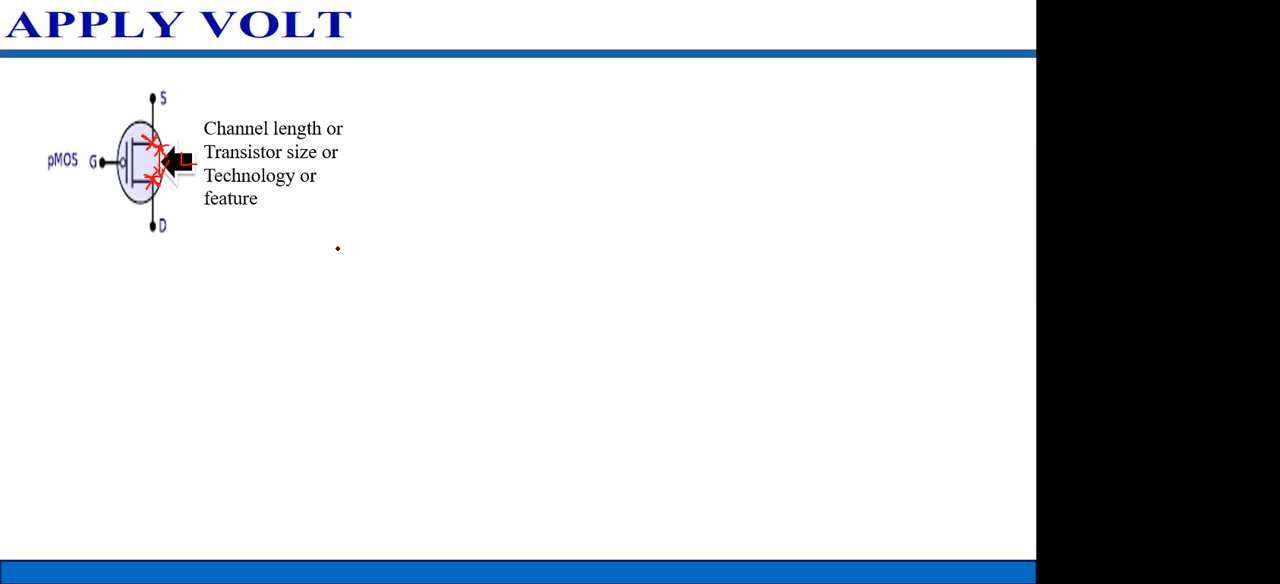 APPLY VOLT
S
pMOS G
L
D
Channel length or
Transistor size or
Technology or
feature